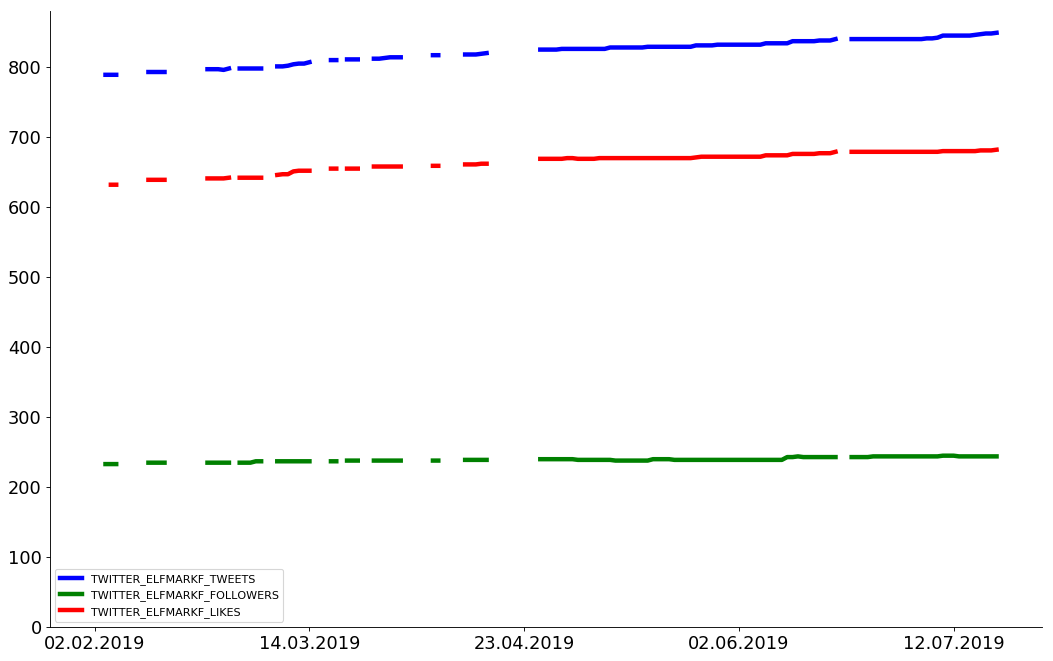 800
700
600
500
400
300
200
100
0
TWITTER_ELFMARKF_TWEETS
TWITTER_ELFMARKF_FOLLOWERS
TWITTER_ELFMARKF_LIKES
02.02.2019 14.03.2019 23.04.2019 02.06.2019 12.07.2019